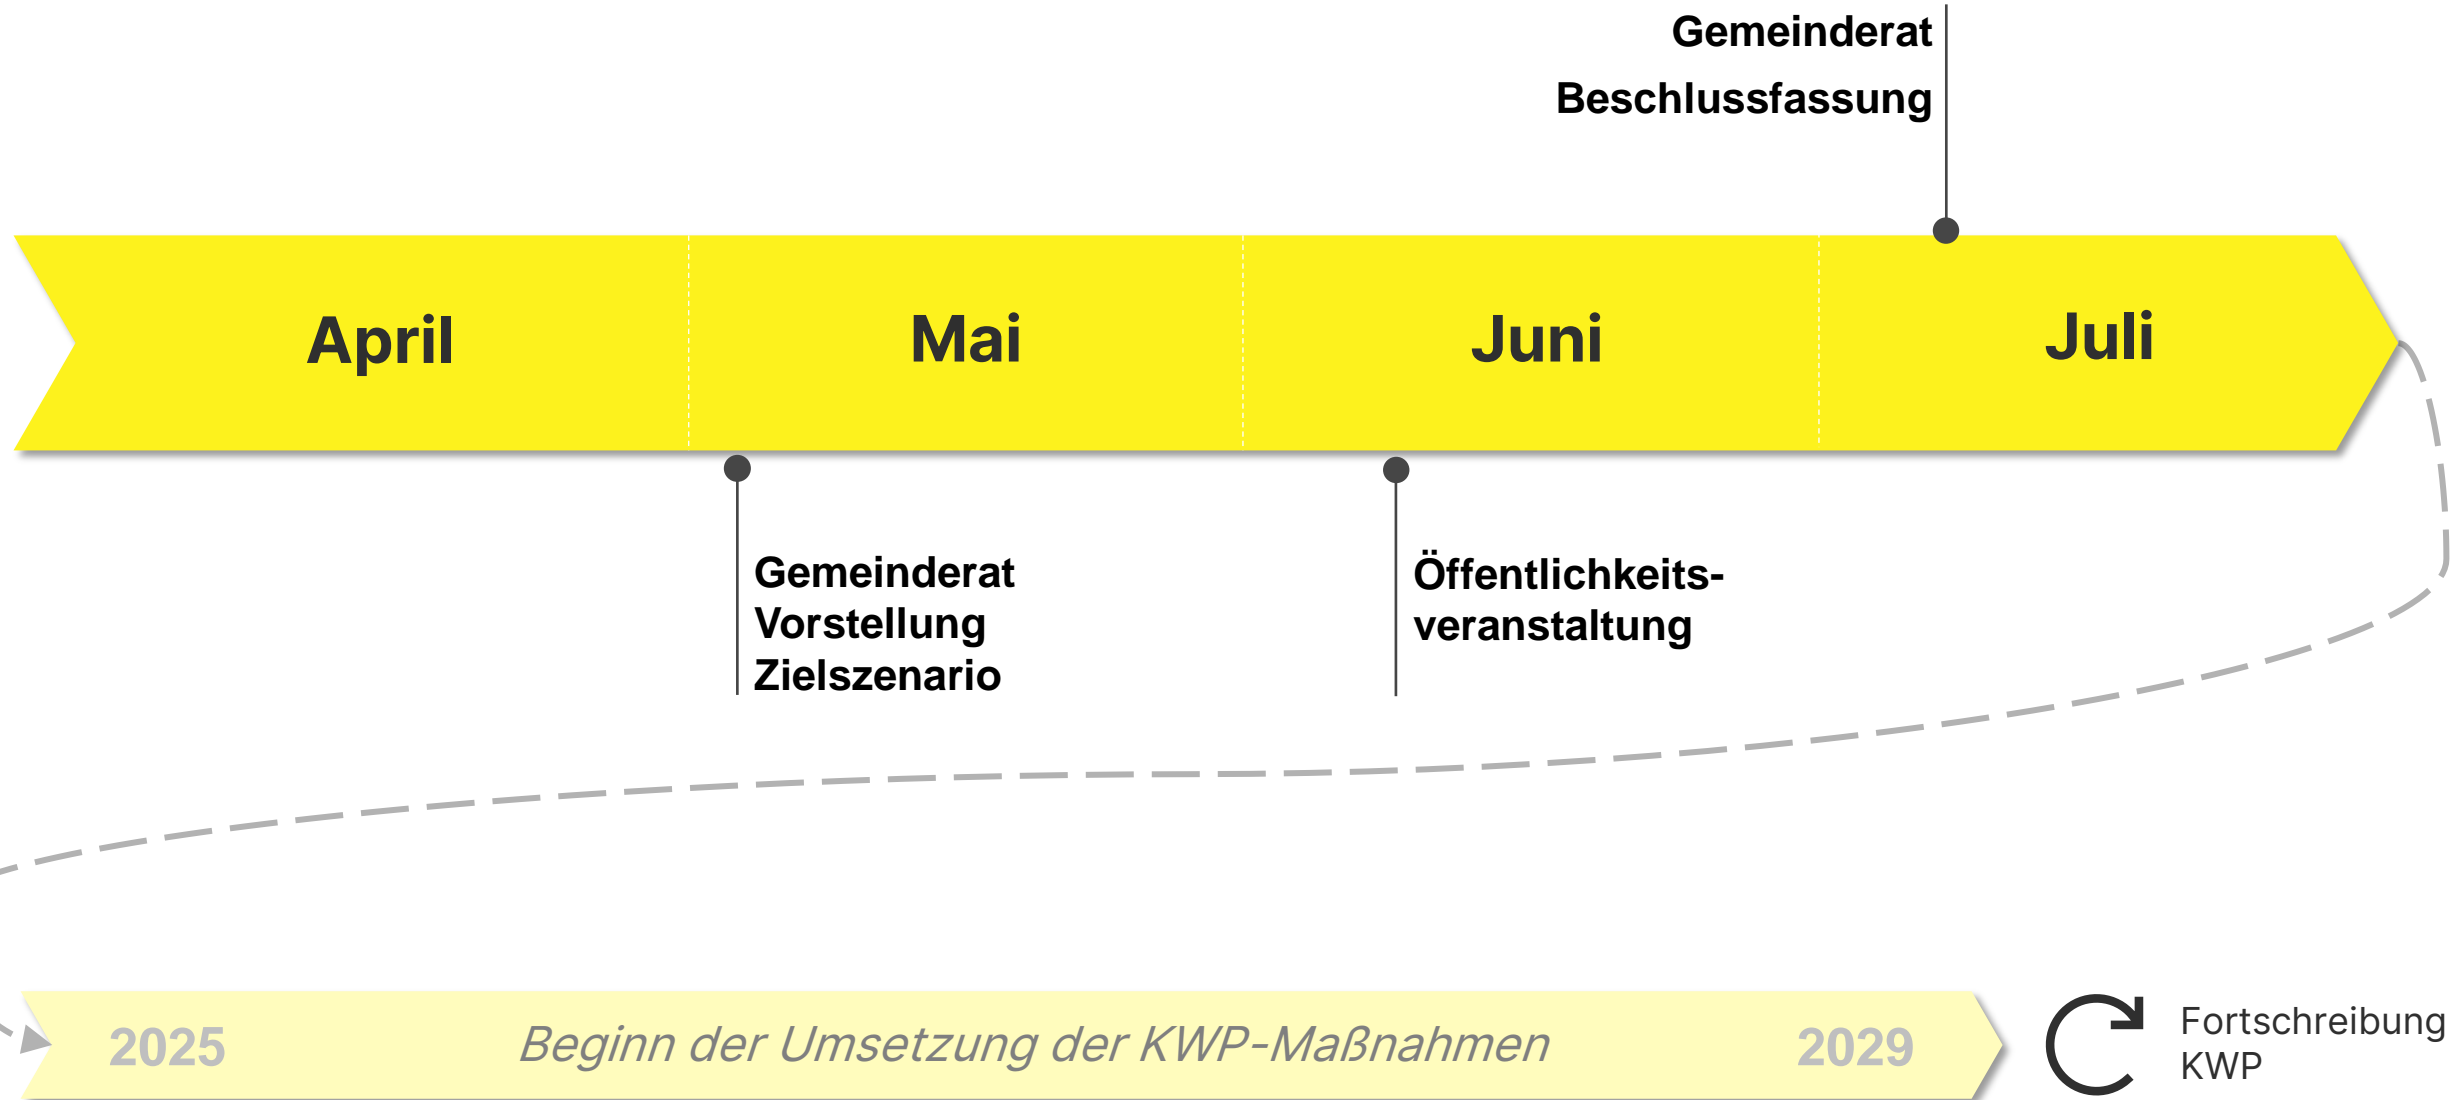 Gemeinderat
Beschlussfassung
April
Mai
Juni
Juli
Gemeinderat
Vorstellung
Zielszenario
Öffentlichkeits-
veranstaltung
2025
Beginn der Umsetzung der KWP-Maßnahmen
2029
Fortschreibung
KWP